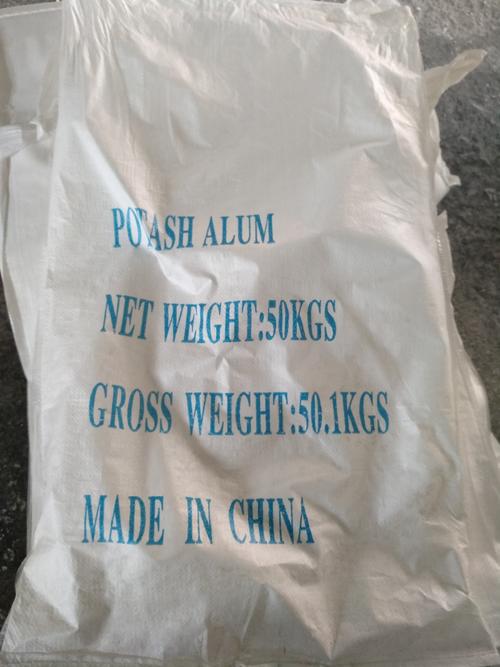 POTASH ALUM
NET WEIGHT:50KGS
GROSS WEIGHT:50.1KGS
MADE IN CHINA